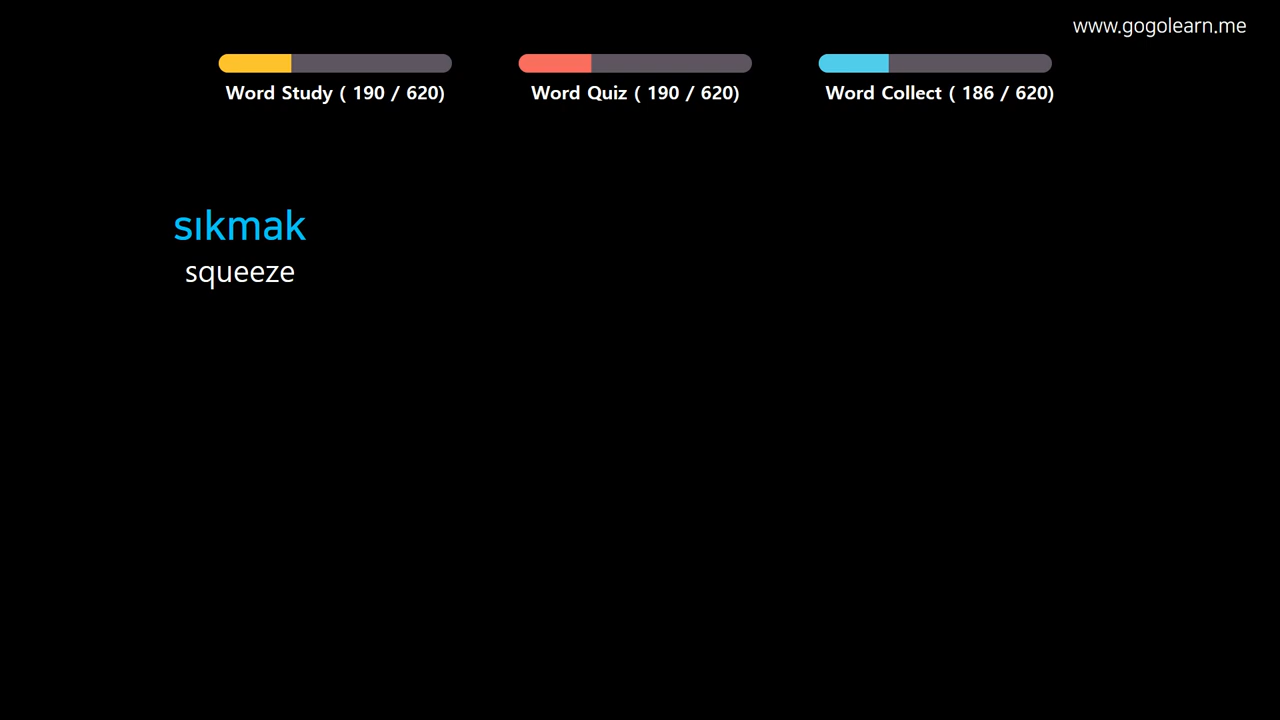 www.gogolearn.me
Word Study ( 190 / 620)
Word Quiz ( 190 / 620)
Word Collect ( 186 / 620)
sıkmak
squeeze